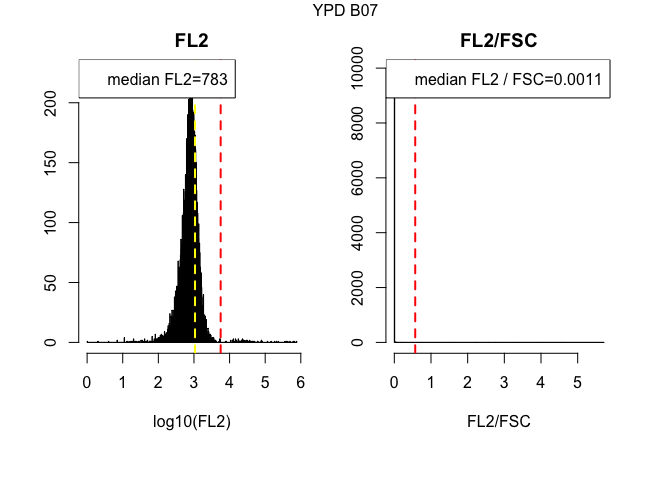 YPD B07
FL2
median FL2=783
0
50
100
150
200
0 1 2 3 4 5 6
log10(FL2)
FL2/FSC
median FL2 / FSC=0.0011
0
2000
4000
6000
8000
10000
0 1 2 3 4 5
FL2/FSC